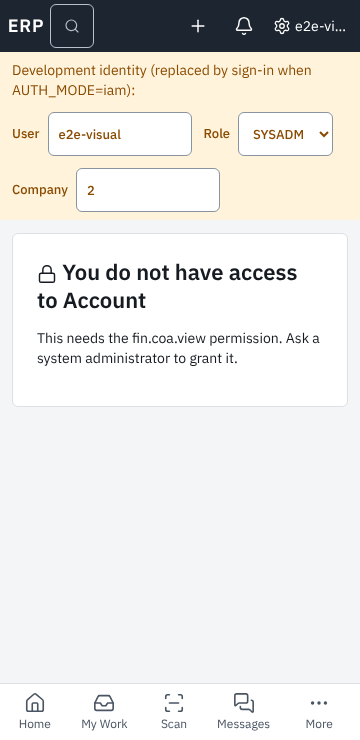 ERP
e2e-vi...
Development identity (replaced by sign-in when
AUTH_MODE=iam):
User e2e-visual Role SYSADM
Company 2
You do not have access
to Account
This needs the fin.coa.view permission. Ask a
system administrator to grant it.
Home My Work Scan Messages More